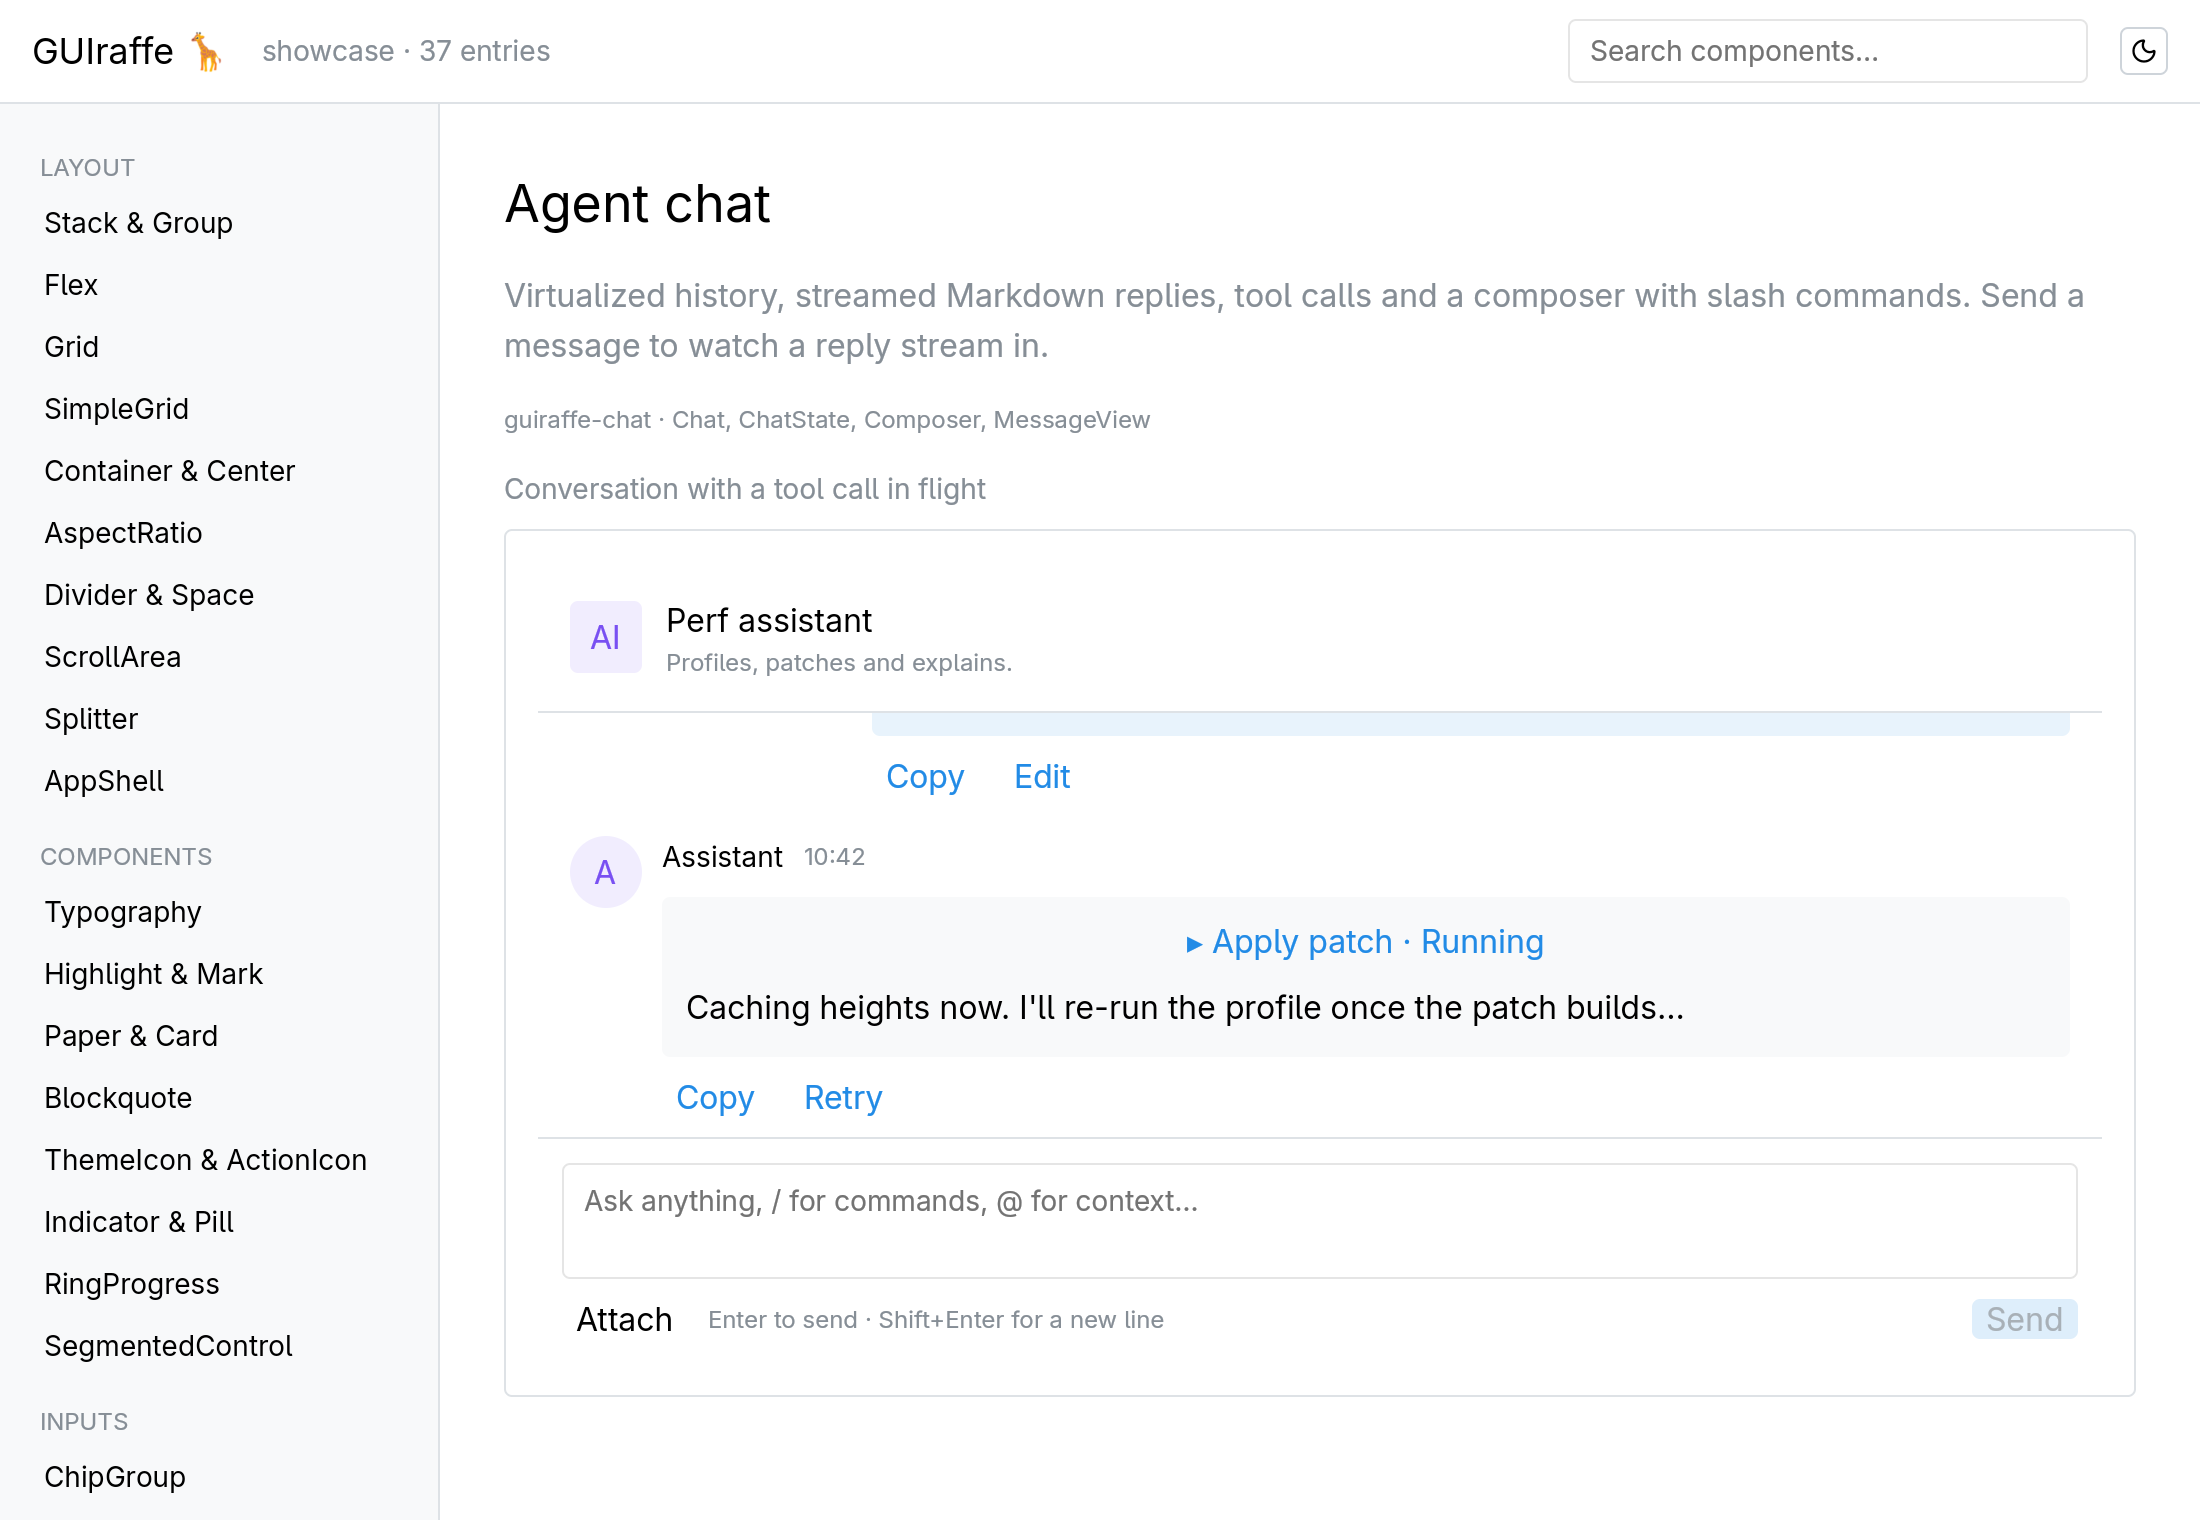 GUIraffe 🦒 showcase · 37 entries
Search components...
LAYOUT
Stack & Group
Flex
Grid
SimpleGrid
Container & Center
AspectRatio
Divider & Space
ScrollArea
Splitter
AppShell
COMPONENTS
Typography
Highlight & Mark
Paper & Card
Blockquote
ThemeIcon & ActionIcon
Indicator & Pill
RingProgress
SegmentedControl
INPUTS
ChipGroup
Agent chat
Virtualized history, streamed Markdown replies, tool calls and a composer with slash commands. Send a
message to watch a reply stream in.
guiraffe-chat · Chat, ChatState, Composer, MessageView
Conversation with a tool call in flight
AI
Perf assistant
Profiles, patches and explains.
Copy Edit
A
Assistant 10:42
▸ Apply patch · Running
Caching heights now. I'll re-run the profile once the patch builds...
Copy Retry
Ask anything, / for commands, @ for context...
Attach Enter to send · Shift+Enter for a new line Send